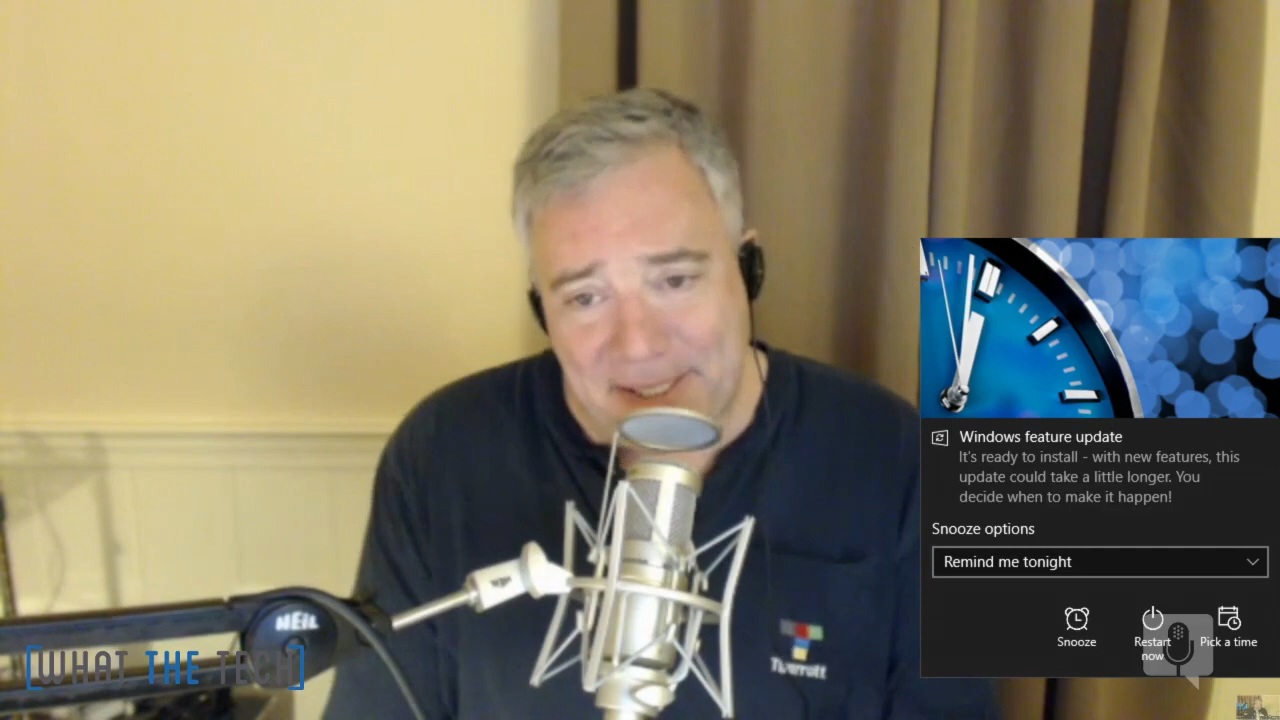 Windows feature update
It's ready to install - with new features, this
update could take a little longer. You
decide when to make it happen!
Snooze options
Remind me tonight
Snooze
Restart
now
Pick a time
HEiL
[WHAT THE TECH]
Thurrott